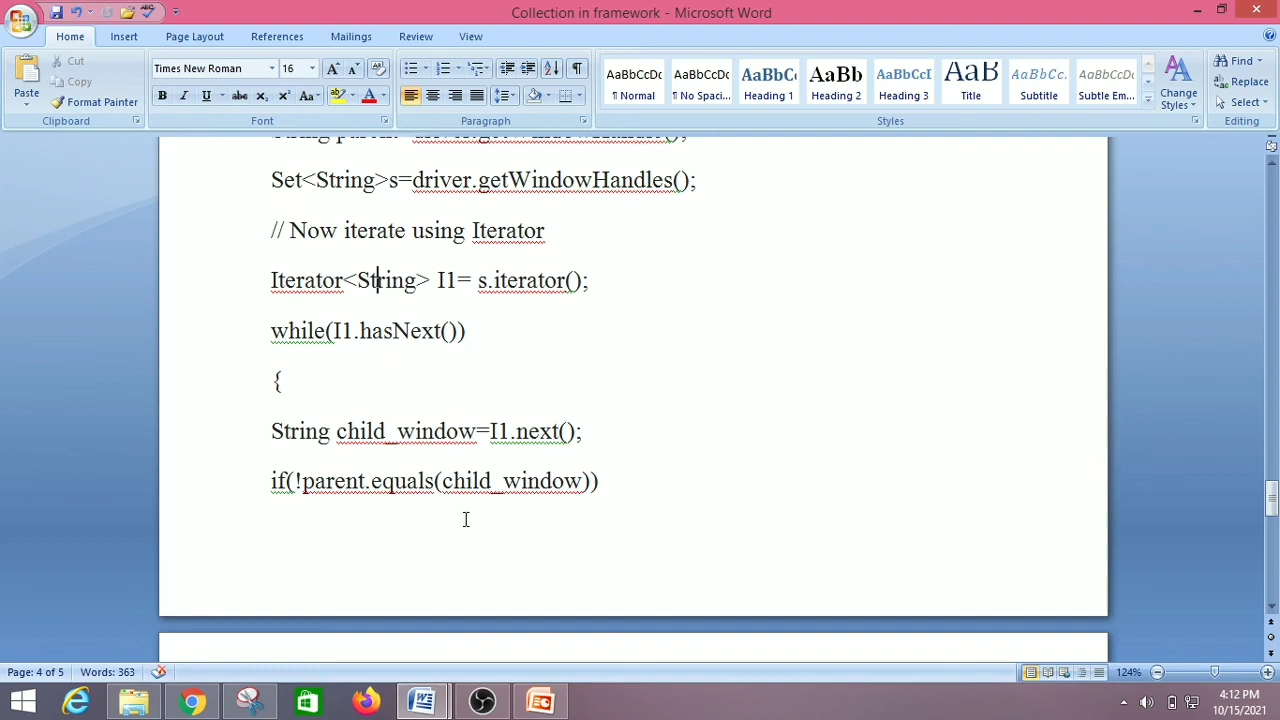 Collection in framework - Microsoft Word
Home Insert Page Layout References Mailings Review View
Paste
Cut
Copy
Format Painter
Clipboard
Times New Roman 16
Font
Paragraph
AaBbCcDc AaBbCcDc AaBbC AaBb AaBbCcI AaB AaBbCc. AaBbCcDc
¶ Normal ¶ No Spaci... Heading 1 Heading 2 Heading 3 Title Subtitle Subtle Em...
Change Styles
Styles
Find
Replace
Select
Editing
Set<String>s=driver.getWindowHandles();
// Now iterate using Iterator
Iterator<String> I1= s.iterator();
while(I1.hasNext())
{
String child_window=I1.next();
if(!parent.equals(child_window))
Page: 4 of 5 Words: 363 124%
4:12 PM
10/15/2021